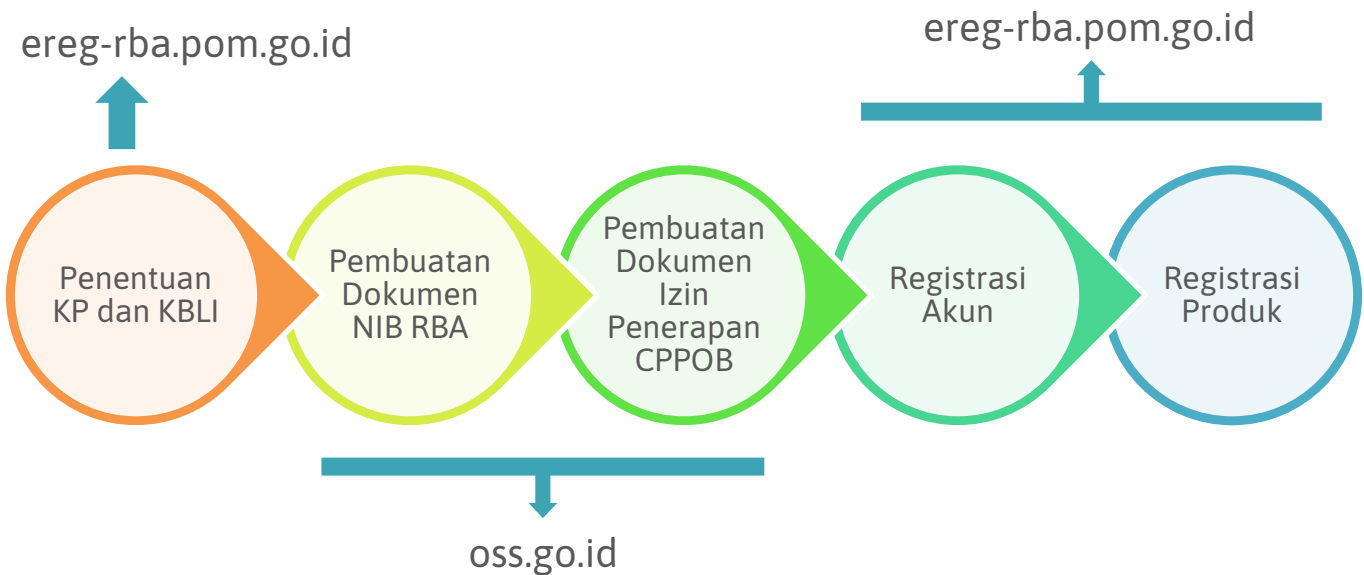 ereg-rba.pom.go.id
ereg-rba.pom.go.id
Penentuan
KP dan KBLI
Pembuatan
Dokumen
NIB RBA
Pembuatan
Dokumen
Izin
Penerapan
CPPOB
Registrasi
Akun
Registrasi
Produk
oss.go.id